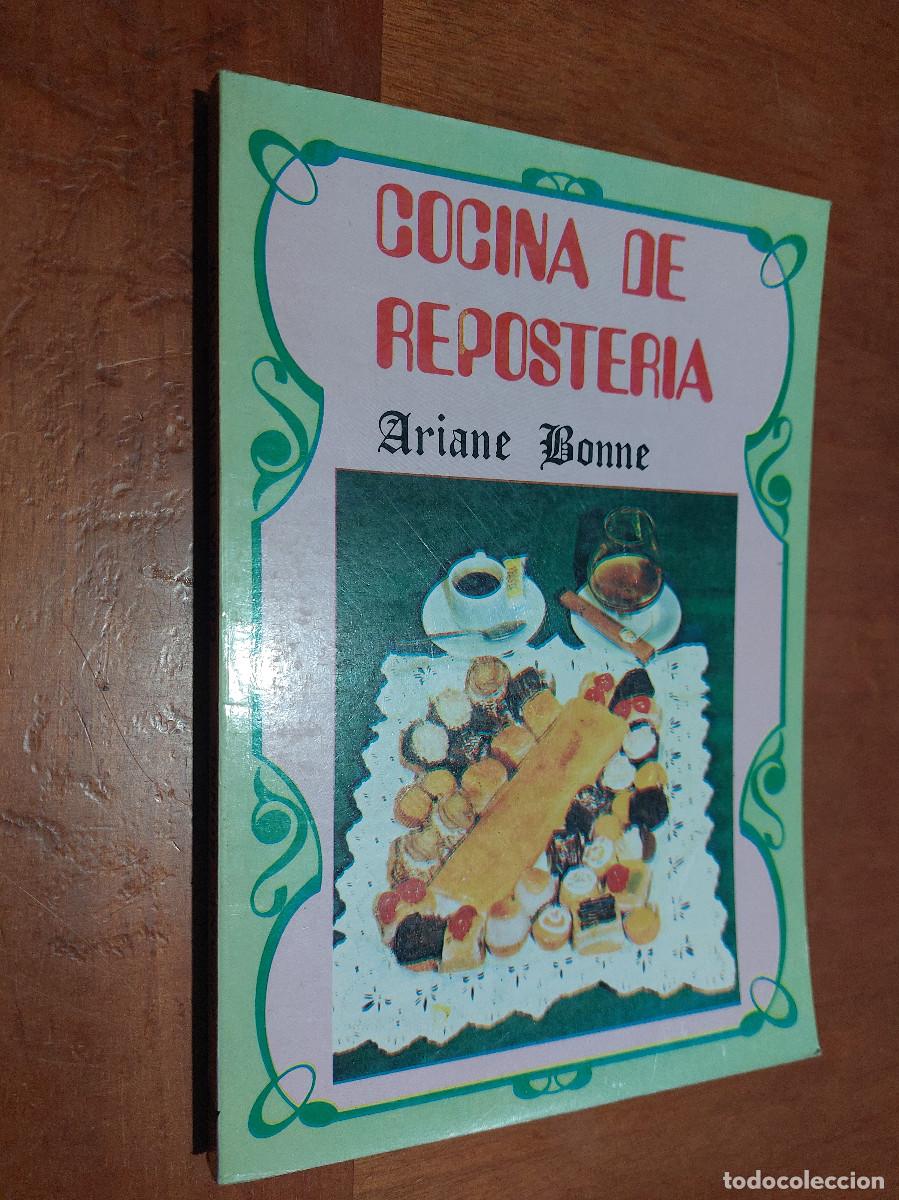 COCINA DE
REPOSTERIA
Ariane Bonne
todocoleccion